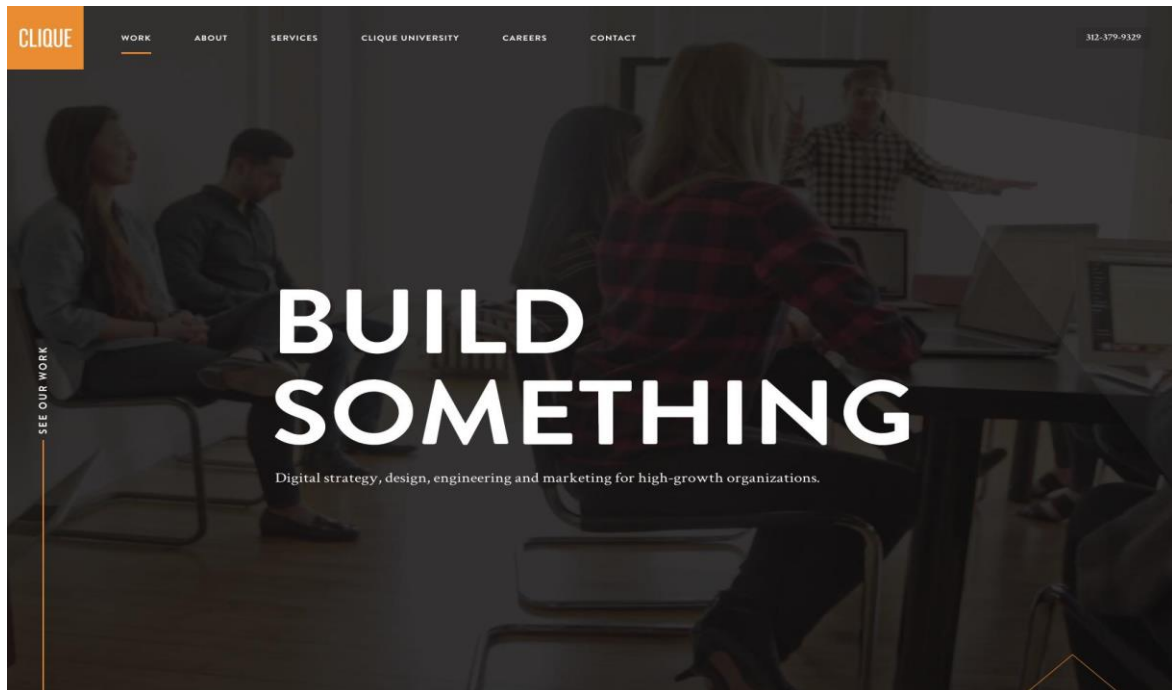 CLIQUE
WORK ABOUT SERVICES CLIQUE UNIVERSITY CAREERS CONTACT
312-379-9329
SEE OUR WORK
BUILD
SOMETHING
Digital strategy, design, engineering and marketing for high-growth organizations.